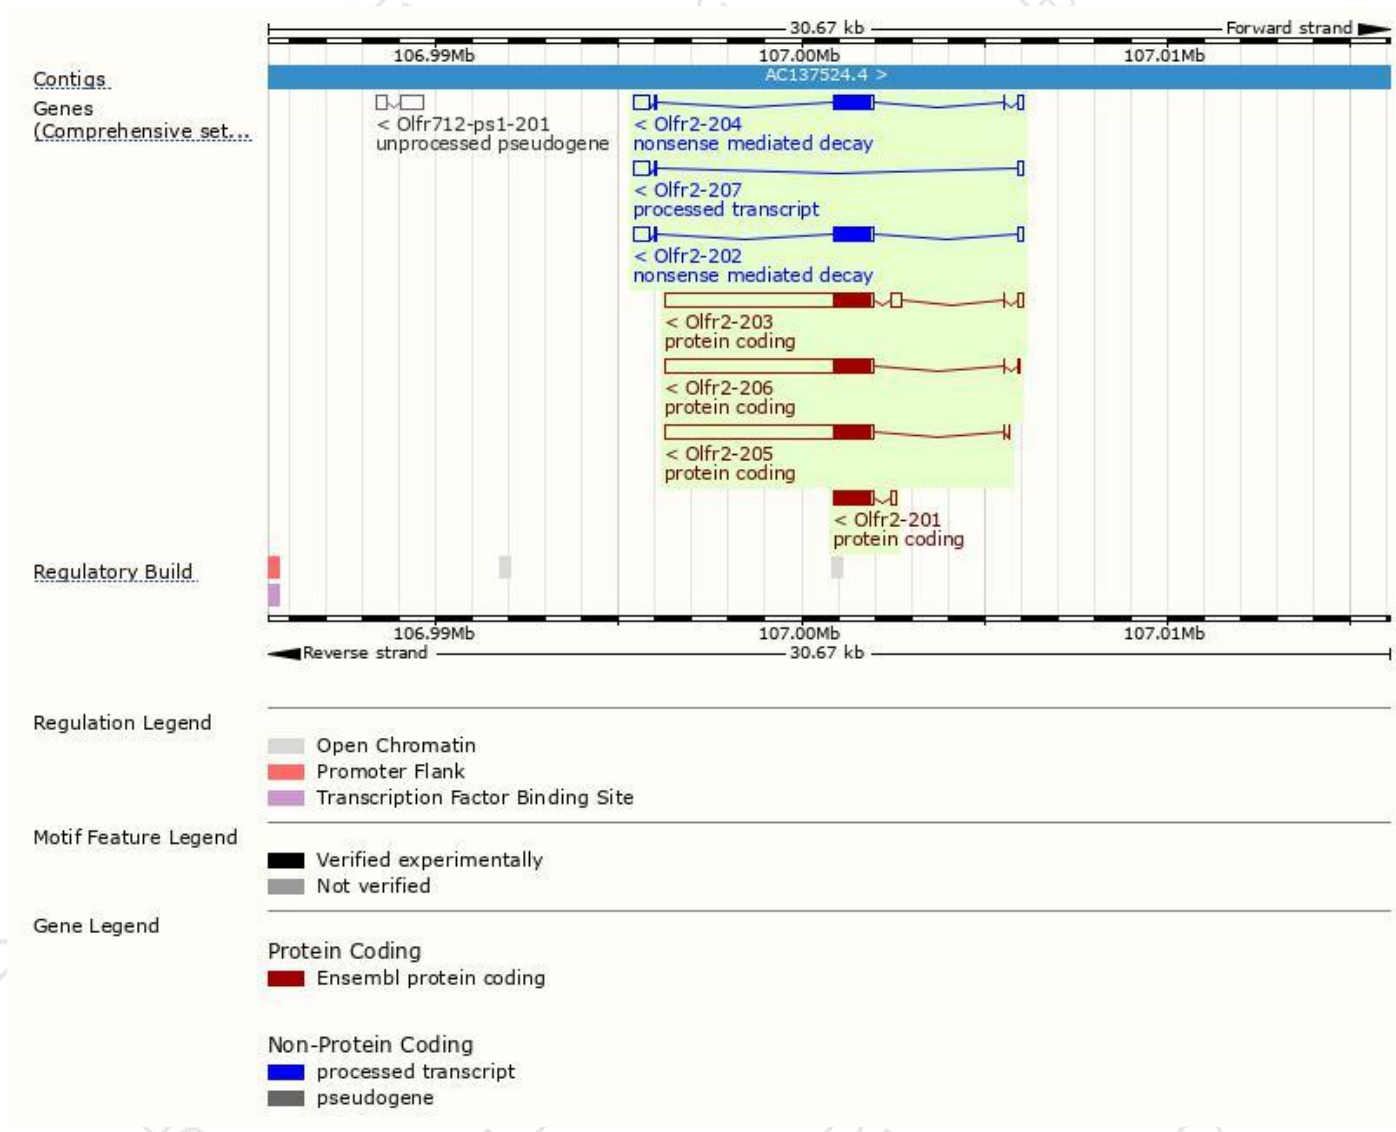 30.67 kb
Forward strand
106.99Mb 107.00Mb 107.01Mb
Contigs
AC137524.4 >
Genes
(Comprehensive set...
< Olfr712-ps1-201
unprocessed pseudogene
< Olfr2-204
nonsense mediated decay
< Olfr2-207
processed transcript
< Olfr2-202
nonsense mediated decay
< Olfr2-203
protein coding
< Olfr2-206
protein coding
< Olfr2-205
protein coding
< Olfr2-201
protein coding
Regulatory Build
106.99Mb 107.00Mb 107.01Mb
Reverse strand 30.67 kb
Regulation Legend
Open Chromatin
Promoter Flank
Transcription Factor Binding Site
Motif Feature Legend
Verified experimentally
Not verified
Gene Legend
Protein Coding
Ensembl protein coding
Non-Protein Coding
processed transcript
pseudogene